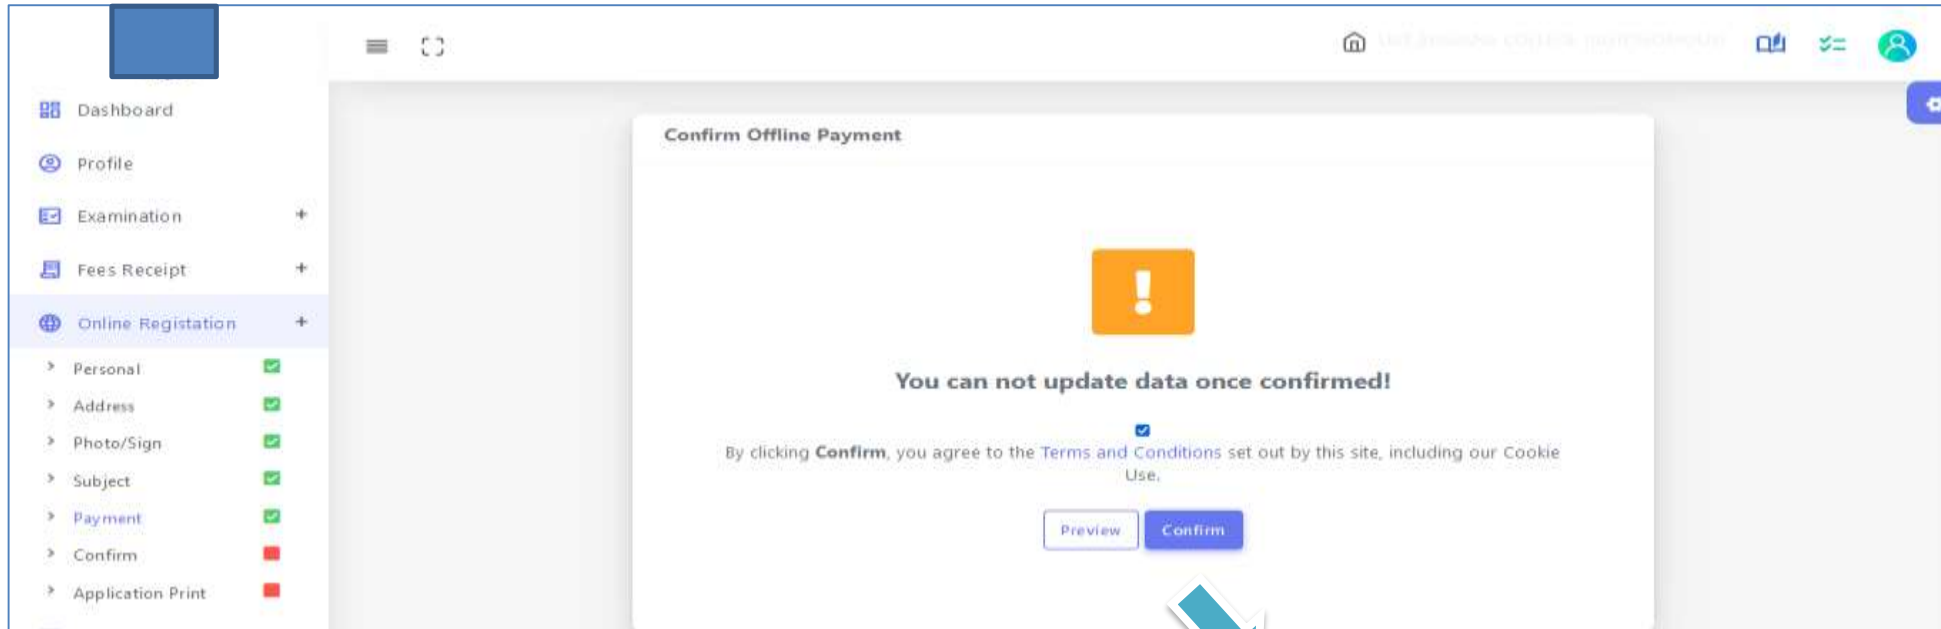 Dashboard
Profile
Examination +
Fees Receipt +
Online Registation +
Personal
Address
Photo/Sign
Subject
Payment
Confirm
Application Print
Confirm Offline Payment
!
You can not update data once confirmed!
By clicking Confirm, you agree to the Terms and Conditions set out by this site, including our Cookie
Use.
Preview Confirm